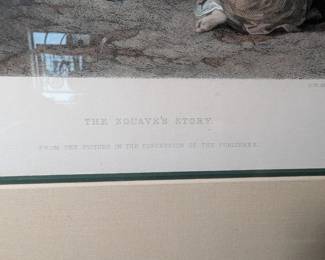 THE ZOUAVE'S STORY.
FROM THE PICTURE IN THE POSSESSION OF THE PUBLISHERS.